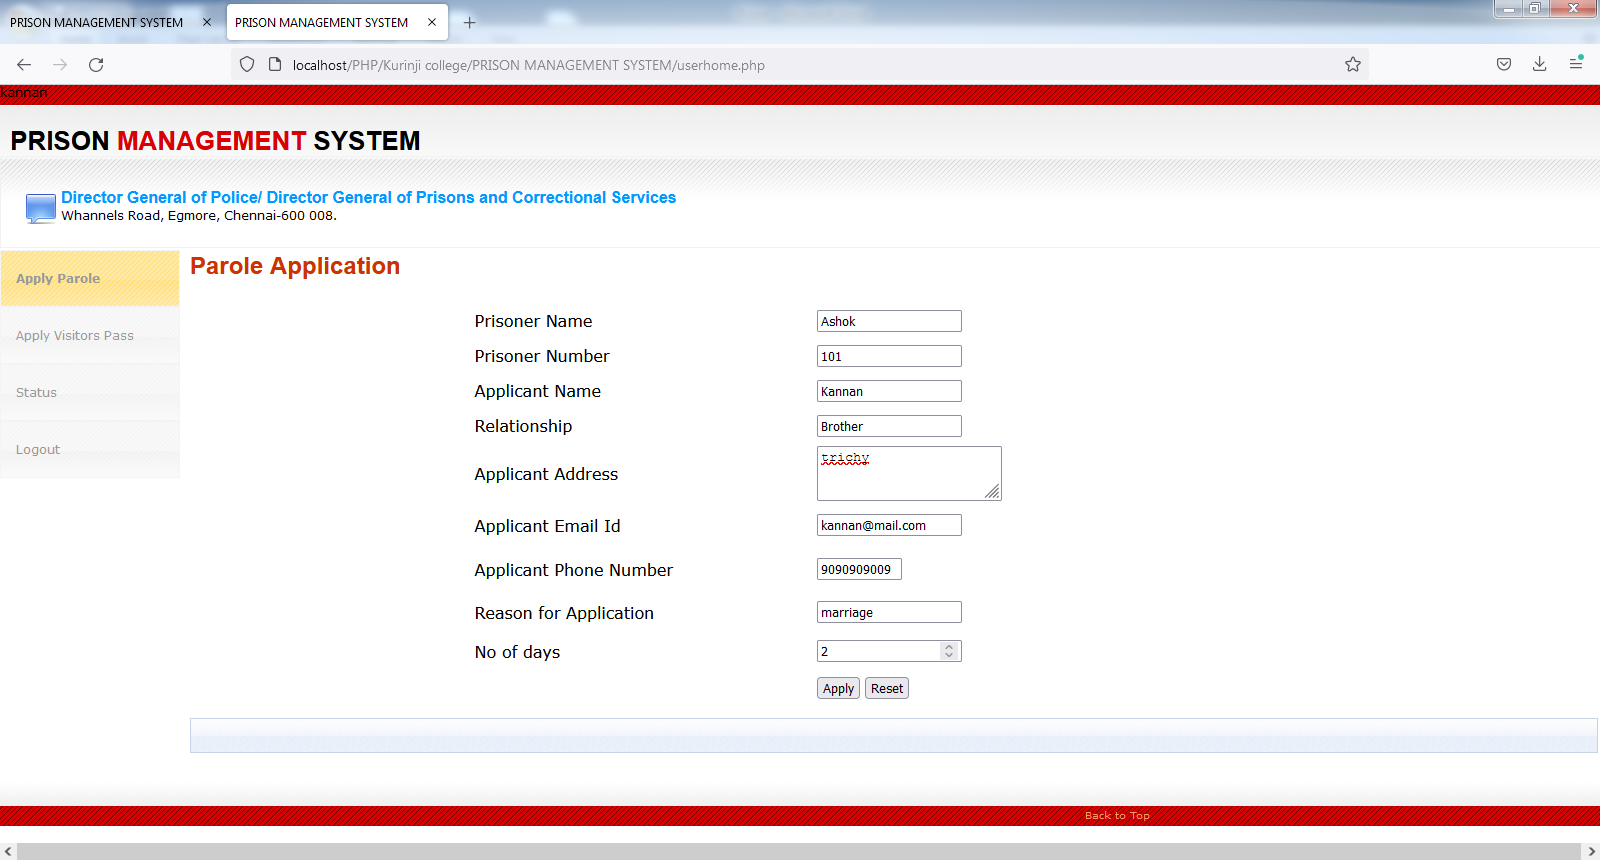 PRISON MANAGEMENT SYSTEM
PRISON MANAGEMENT SYSTEM
localhost/PHP/Kurinji college/PRISON MANAGEMENT SYSTEM/userhome.php
kannan
PRISON MANAGEMENT SYSTEM
Director General of Police/ Director General of Prisons and Correctional Services
Whannels Road, Egmore, Chennai-600 008.
Apply Parole
Apply Visitors Pass
Status
Logout
Parole Application
Prisoner Name Ashok
Prisoner Number 101
Applicant Name Kannan
Relationship Brother
Applicant Address trichy
Applicant Email Id kannan@mail.com
Applicant Phone Number 9090909009
Reason for Application marriage
No of days 2
Apply Reset
Back to Top